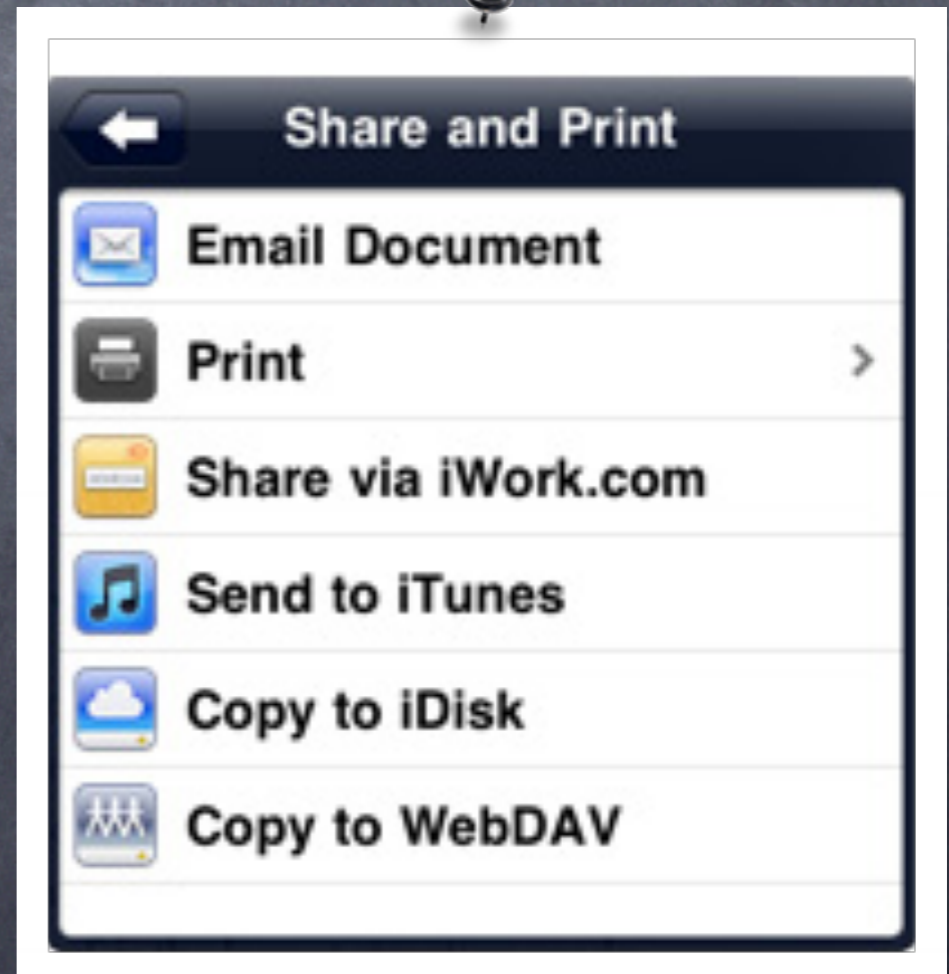 Share and Print
Email Document
Print
Share via iWork.com
Send to iTunes
Copy to iDisk
Copy to WebDAV